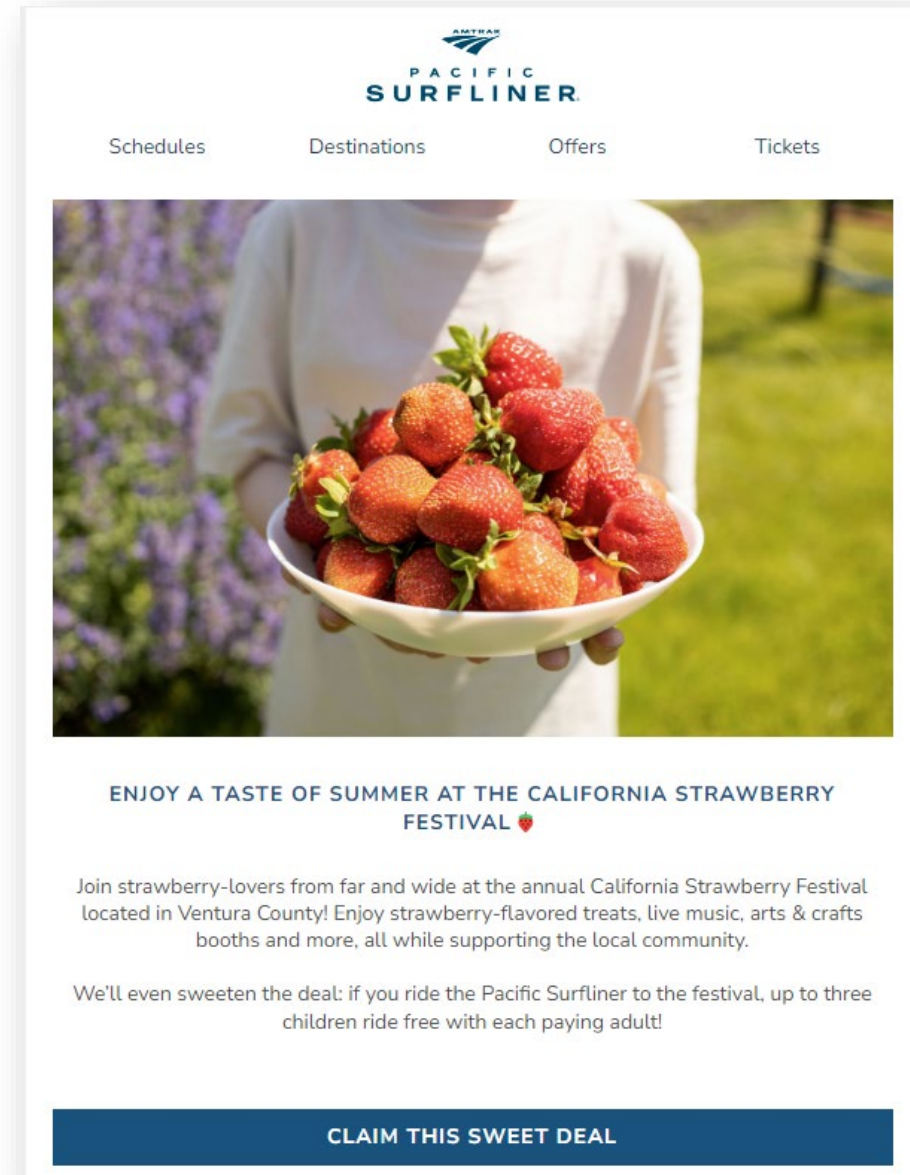 AMTRAK
PACIFIC
SURFLINER
Schedules Destinations Offers Tickets
ENJOY A TASTE OF SUMMER AT THE CALIFORNIA STRAWBERRY
FESTIVAL 🍓
Join strawberry-lovers from far and wide at the annual California Strawberry Festival
located in Ventura County! Enjoy strawberry-flavored treats, live music, arts & crafts
booths and more, all while supporting the local community.
We'll even sweeten the deal: if you ride the Pacific Surfliner to the festival, up to three
children ride free with each paying adult!
CLAIM THIS SWEET DEAL